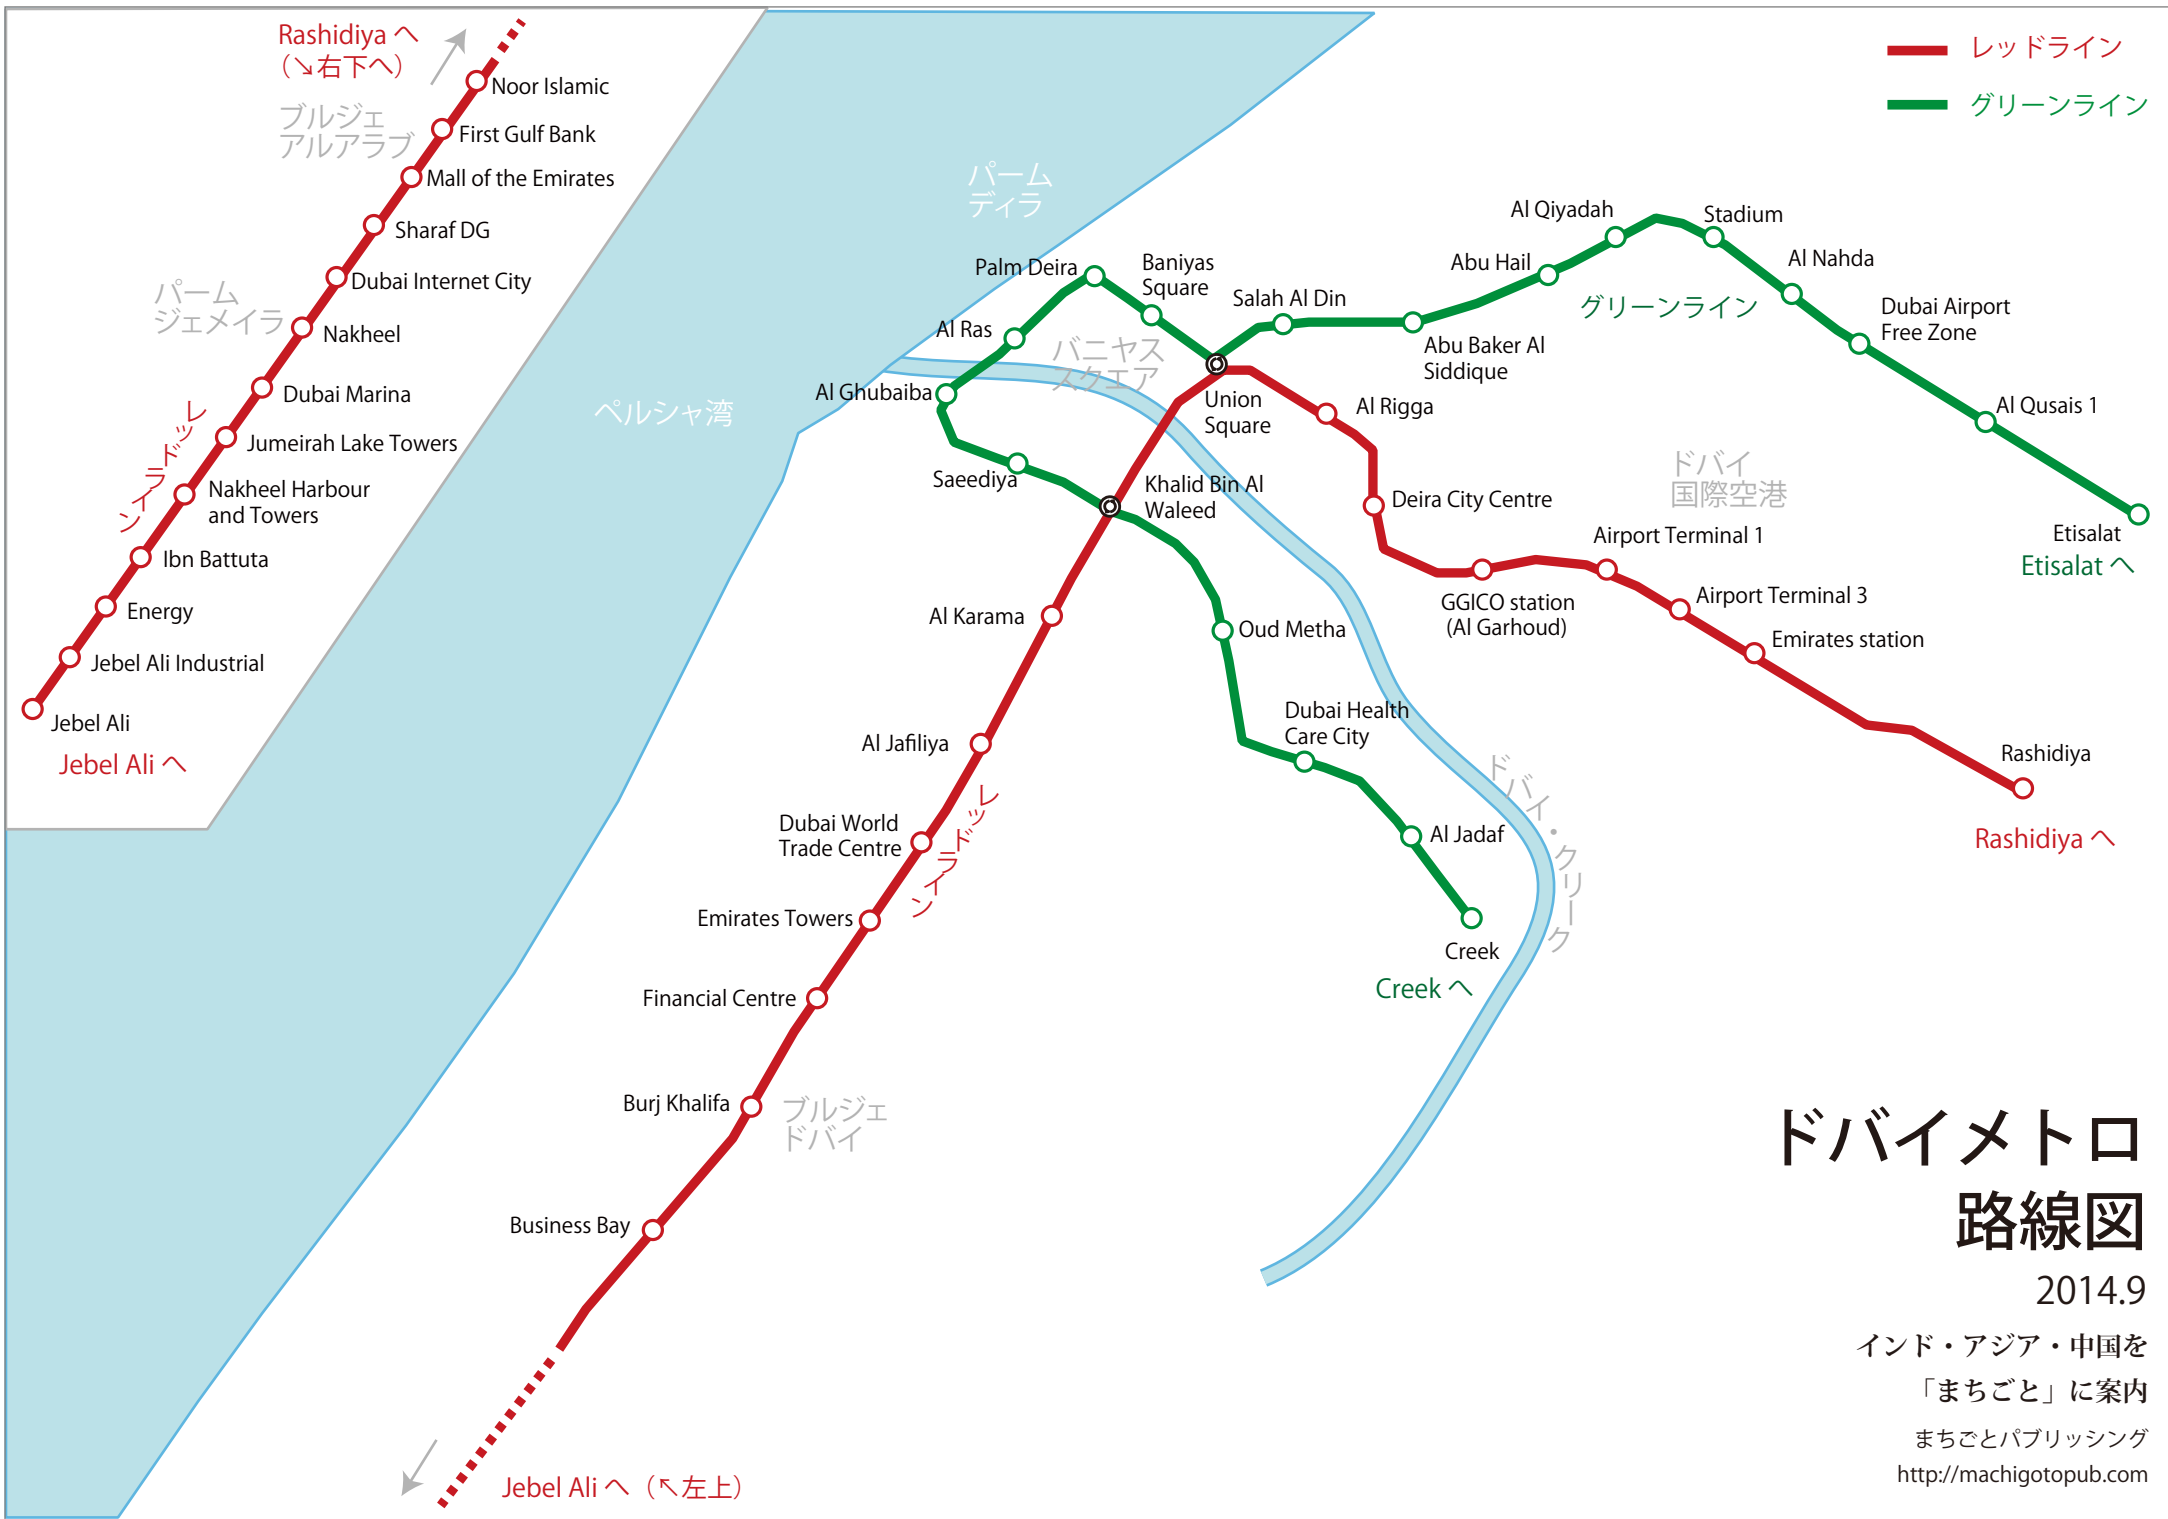 Rashidiya へ
（↘右下へ）
Noor Islamic
ブルジェ
アルアラブ
First Gulf Bank
Mall of the Emirates
Sharaf DG
Dubai Internet City
パーム
ジェメイラ
Nakheel
Dubai Marina
レッドライン
Jumeirah Lake Towers
Nakheel Harbour
and Towers
Ibn Battuta
Energy
Jebel Ali Industrial
Jebel Ali
Jebel Ali へ
レッドライン
グリーンライン
パーム
ディラ
ペルシャ湾
Palm Deira
Baniyas
Square
Salah Al Din
Al Ras
バニヤス
スクエア
Al Ghubaiba
Union
Square
Saeediya
Khalid Bin Al
Waleed
Abu Baker Al
Siddique
Abu Hail
Al Qiyadah
Stadium
グリーンライン
Al Nahda
Dubai Airport
Free Zone
Al Qusais 1
Etisalat
Etisalat へ
Al Rigga
Deira City Centre
ドバイ
国際空港
GGICO station
(Al Garhoud)
Airport Terminal 1
Airport Terminal 3
Emirates station
Rashidiya
Rashidiya へ
Al Karama
Oud Metha
Al Jafiliya
Dubai Health
Care City
Al Jadaf
Creek
Creek へ
ドバイ・クリーク
レッドライン
Dubai World
Trade Centre
Emirates Towers
Financial Centre
Burj Khalifa
ブルジェ
ドバイ
Business Bay
Jebel Ali へ（↖左上）
ドバイメトロ
路線図
2014.9
インド・アジア・中国を
「まちごと」に案内
まちごとパブリッシング
http://machigotopub.com